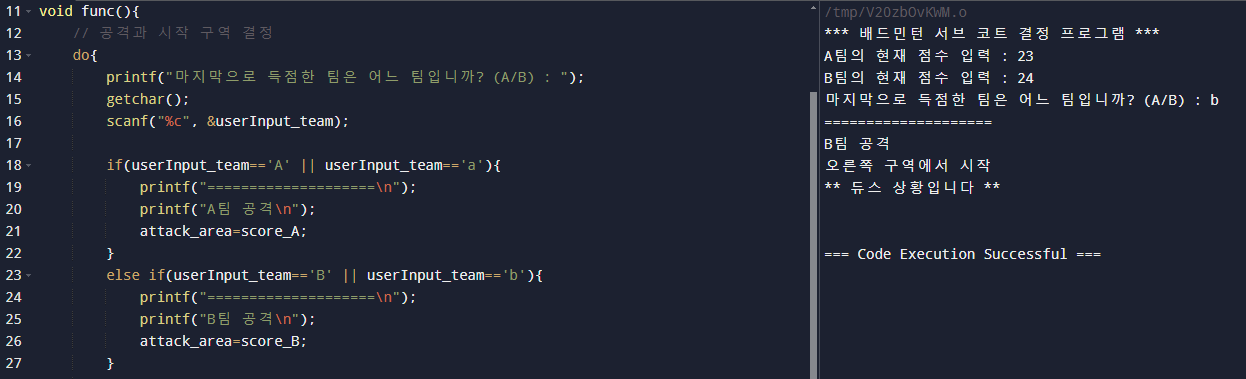 11 void func(){
12 // 공격과 시작 구역 결정
13 do{
14 printf("마지막으로 득점한 팀은 어느 팀입니까? (A/B) : ");
15 getchar();
16 scanf("%c", &userInput_team);
17
18 if(userInput_team=='A' || userInput_team=='a'){
19 printf("====================\n");
20 printf("A팀 공격\n");
21 attack_area=score_A;
22 }
23 else if(userInput_team=='B' || userInput_team=='b'){
24 printf("====================\n");
25 printf("B팀 공격\n");
26 attack_area=score_B;
27 }
/tmp/V20zbOvKWM.o
*** 배드민턴 서브 코트 결정 프로그램 ***
A팀의 현재 점수 입력 : 23
B팀의 현재 점수 입력 : 24
마지막으로 득점한 팀은 어느 팀입니까? (A/B) : b
====================
B팀 공격
오른쪽 구역에서 시작
** 듀스 상황입니다 **
=== Code Execution Successful ===